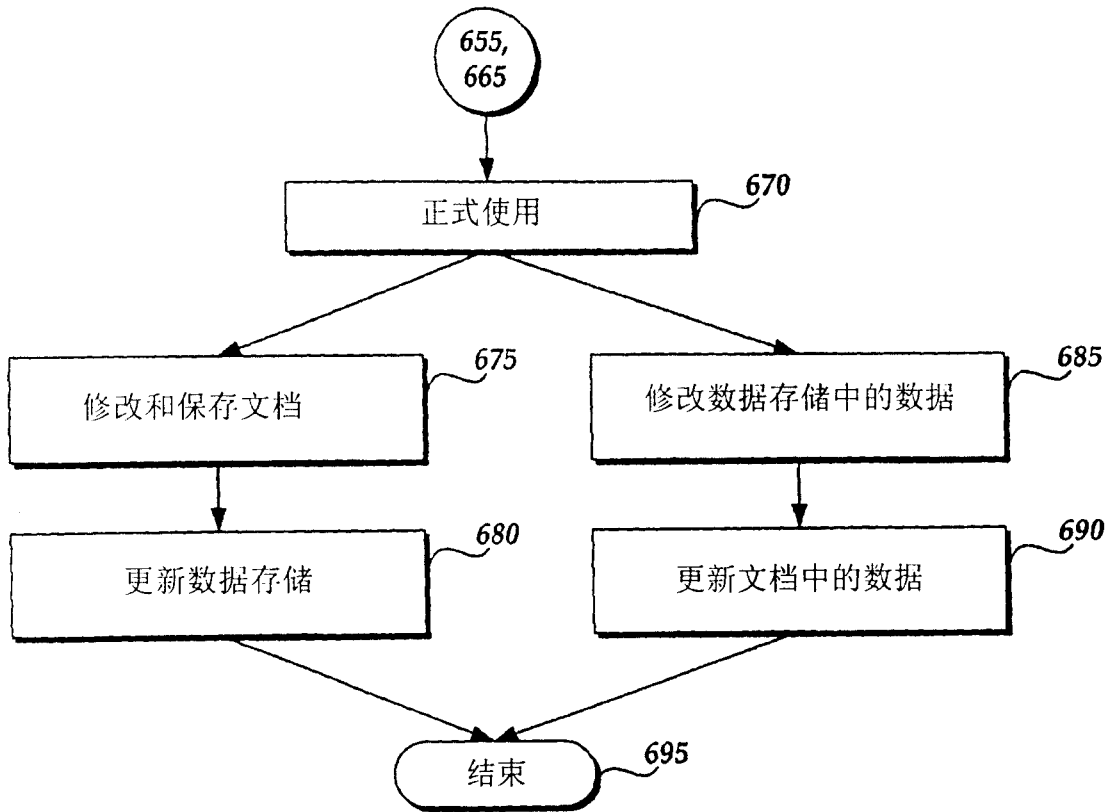 655,
665
正式使用
670
修改和保存文档
675
修改数据存储中的数据
685
更新数据存储
680
更新文档中的数据
690
结束
695